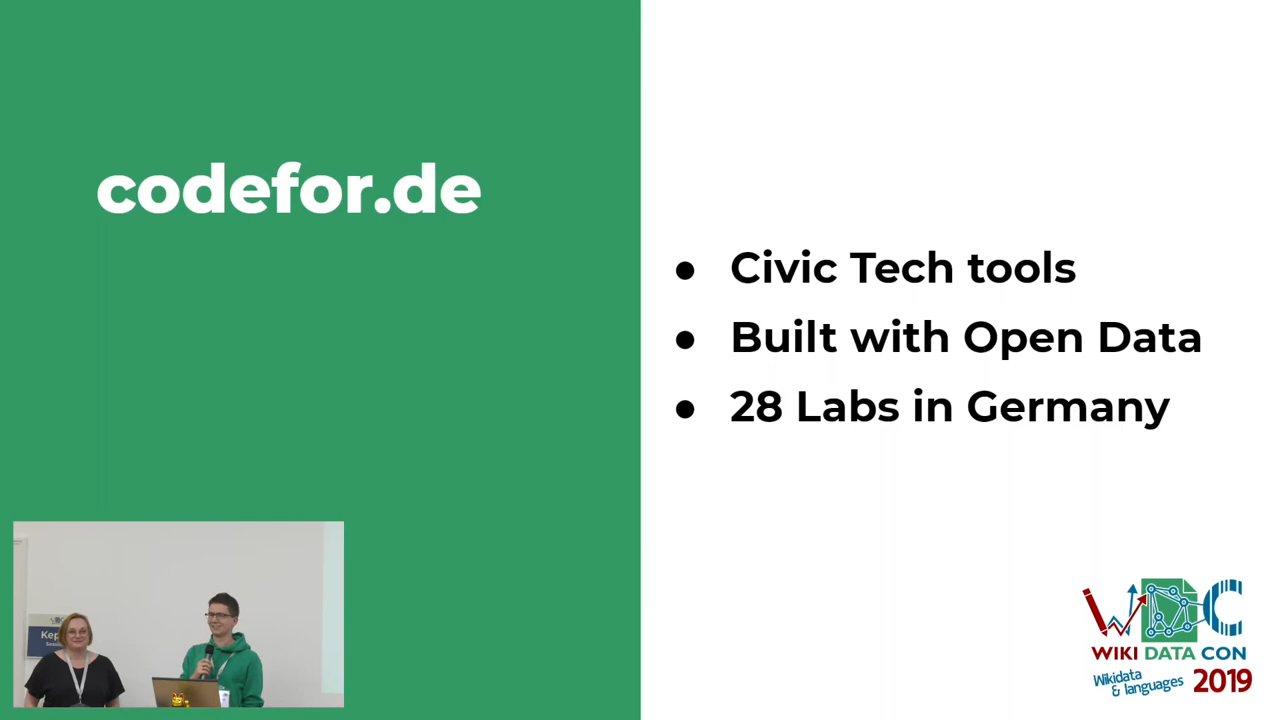 codefor.de
● Civic Tech tools
● Built with Open Data
● 28 Labs in Germany
WDC
WIKI DATA CON
Wikidata
& languages 2019